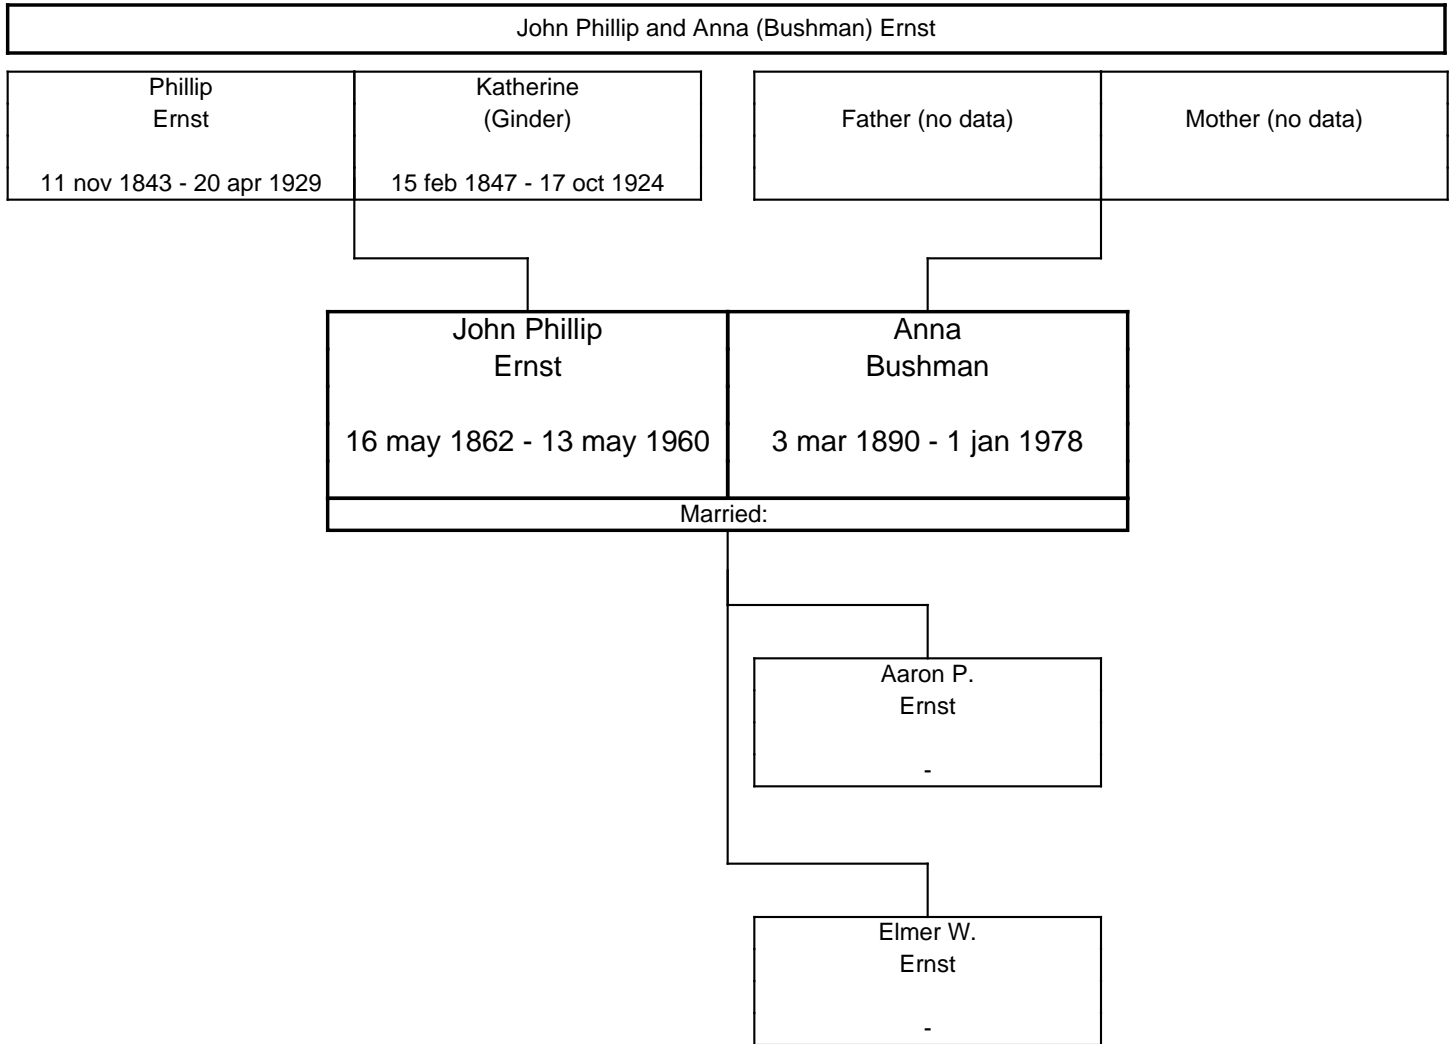 John Phillip and Anna (Bushman) Ernst
Phillip
Ernst
11 nov 1843 - 20 apr 1929
Katherine
(Ginder)
15 feb 1847 - 17 oct 1924
Father (no data)
Mother (no data)
John Phillip
Ernst
16 may 1862 - 13 may 1960
Anna
Bushman
3 mar 1890 - 1 jan 1978
Married:
Aaron P.
Ernst
-
Elmer W.
Ernst
-